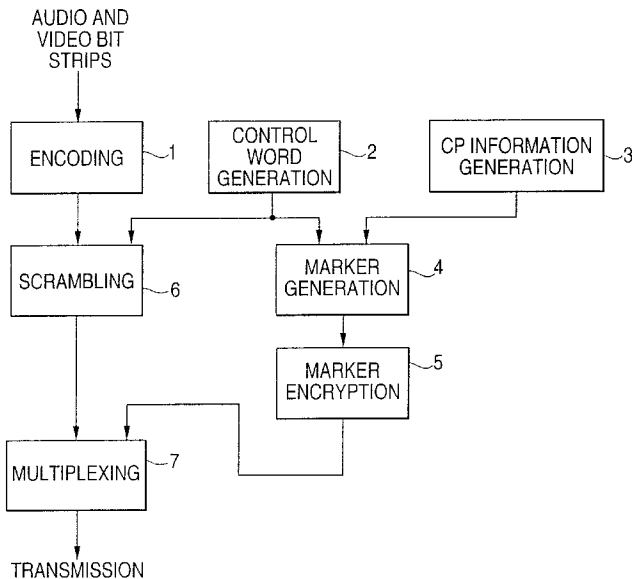 AUDIO AND
VIDEO BIT
STRIPS
ENCODING
1
CONTROL
WORD
GENERATION
2
CP INFORMATION
GENERATION
3
SCRAMBLING
6
MARKER
GENERATION
4
MARKER
ENCRYPTION
5
MULTIPLEXING
7
TRANSMISSION